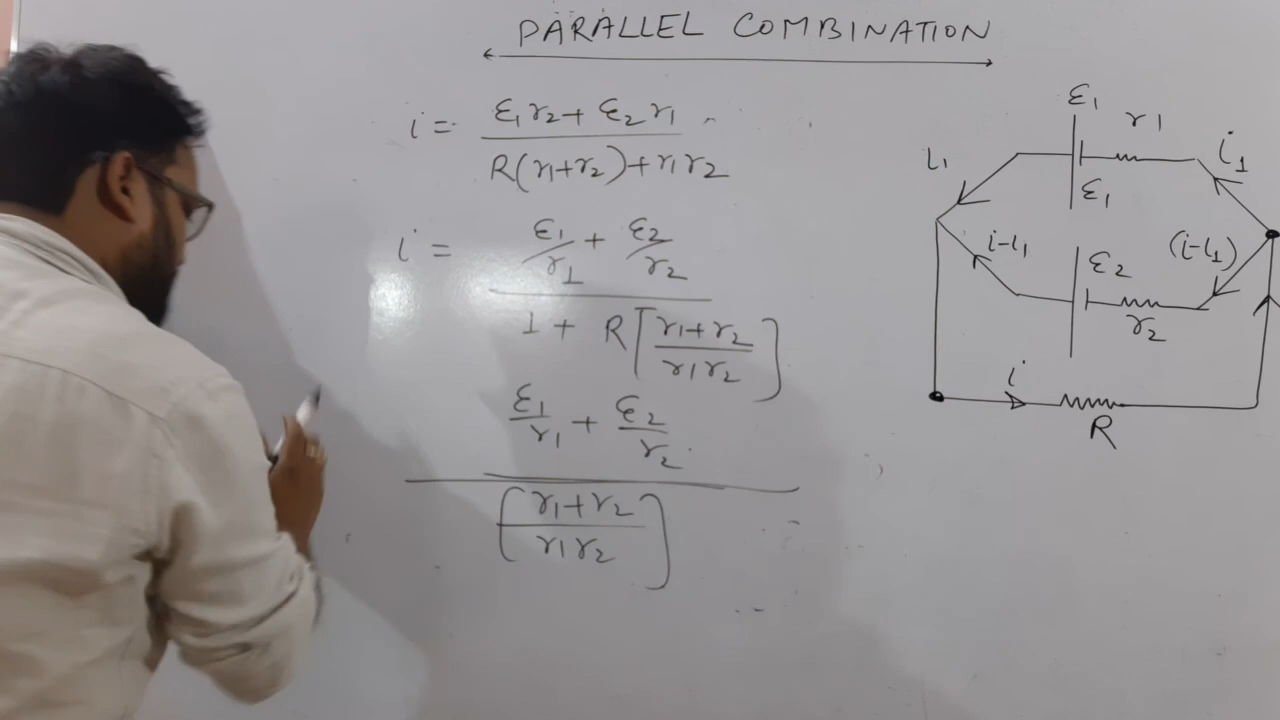 PARALLEL COMBINATION
i = ε₁r₂ + ε₂r₁
R(r₁+r₂)+r₁r₂
i = ε₁/r₁ + ε₂/r₂
1 + R[r₁+r₂
r₁r₂]
ε₁/r₁ + ε₂/r₂
[r₁+r₂
r₁r₂]
ε₁
r₁
i₁
i₁
ε₁
i-i₁
ε₂
(i-i₁)
r₂
i
R